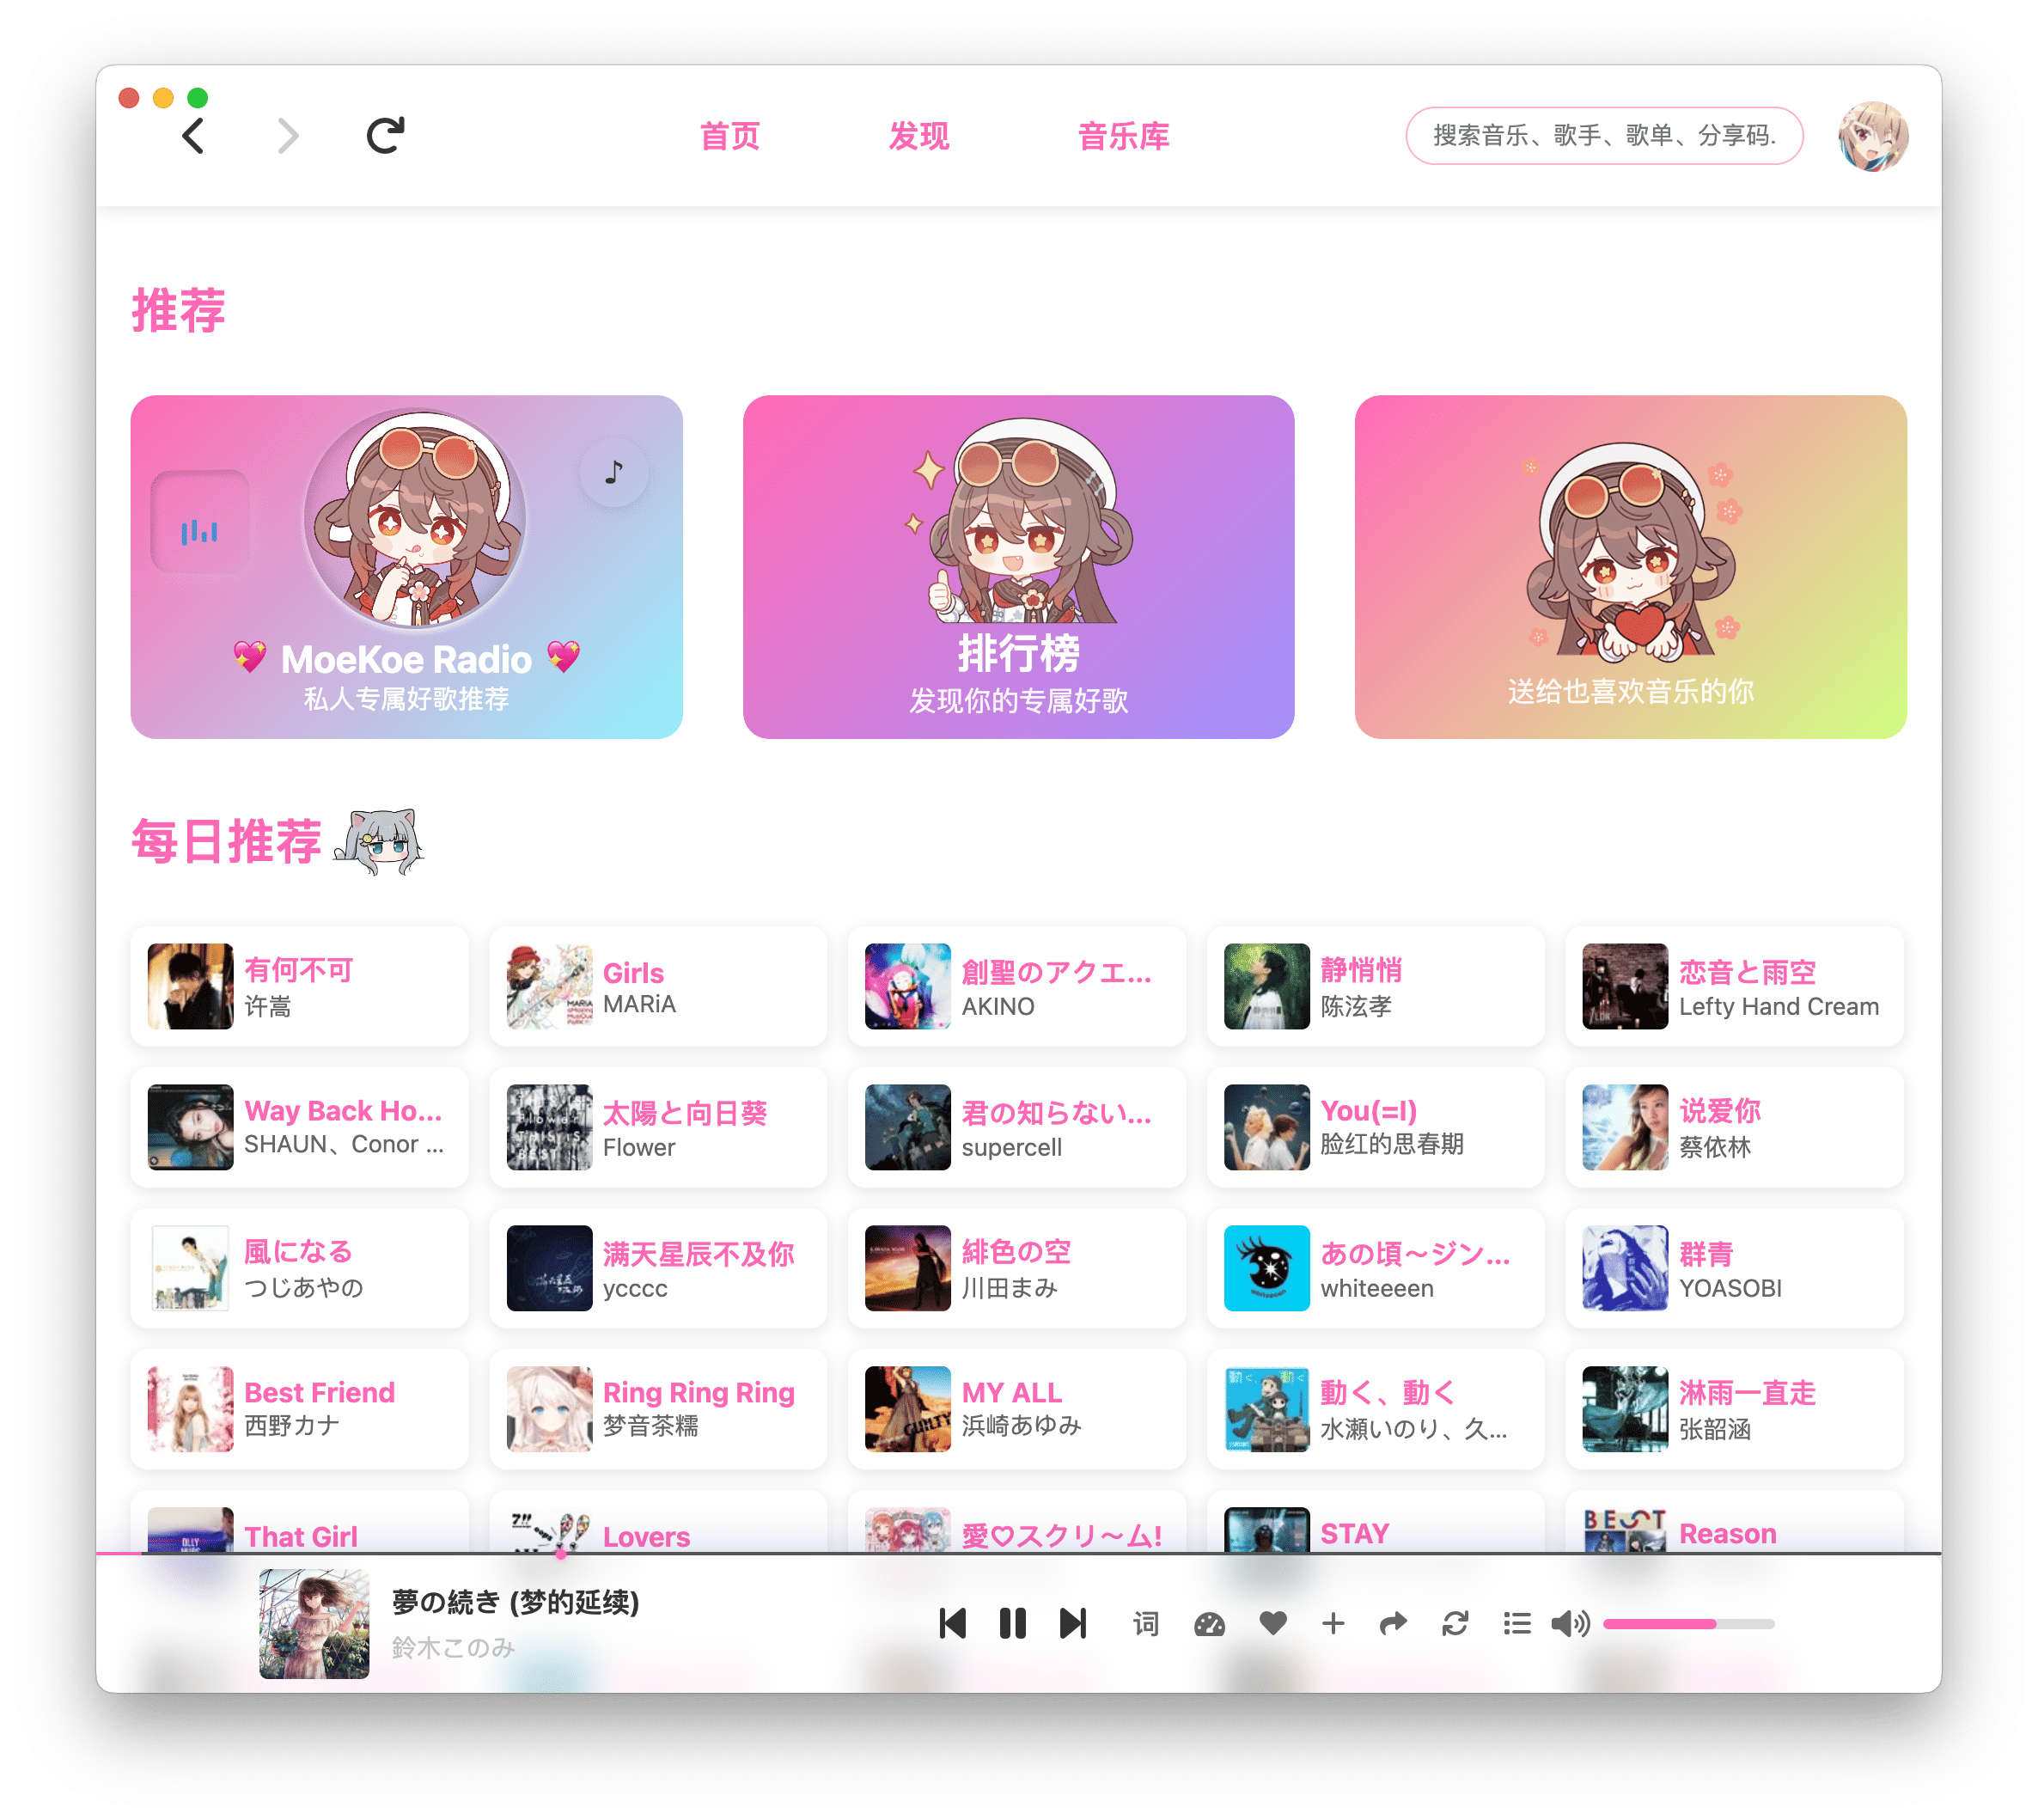 首页
发现
音乐库
搜索音乐、歌手、歌单、分享码.
推荐
💖 MoeKoe Radio 💖
私人专属好歌推荐
排行榜
发现你的专属好歌
送给也喜欢音乐的你
每日推荐
有何不可
许嵩
Girls
MARiA
創聖のアクエ...
AKINO
静悄悄
陈泫孝
恋音と雨空
Lefty Hand Cream
Way Back Ho...
SHAUN、Conor ...
太陽と向日葵
Flower
君の知らない...
supercell
You(=I)
脸红的思春期
说爱你
蔡依林
風になる
つじあやの
满天星辰不及你
ycccc
緋色の空
川田まみ
あの頃〜ジン...
whiteeeen
群青
YOASOBI
Best Friend
西野カナ
Ring Ring Ring
梦音茶糯
MY ALL
浜崎あゆみ
動く、動く
水瀬いのり、久...
淋雨一直走
张韶涵
That Girl
Lovers
愛♡スクリ〜ム!
STAY
Reason
夢の続き (梦的延续)
鈴木このみ
词